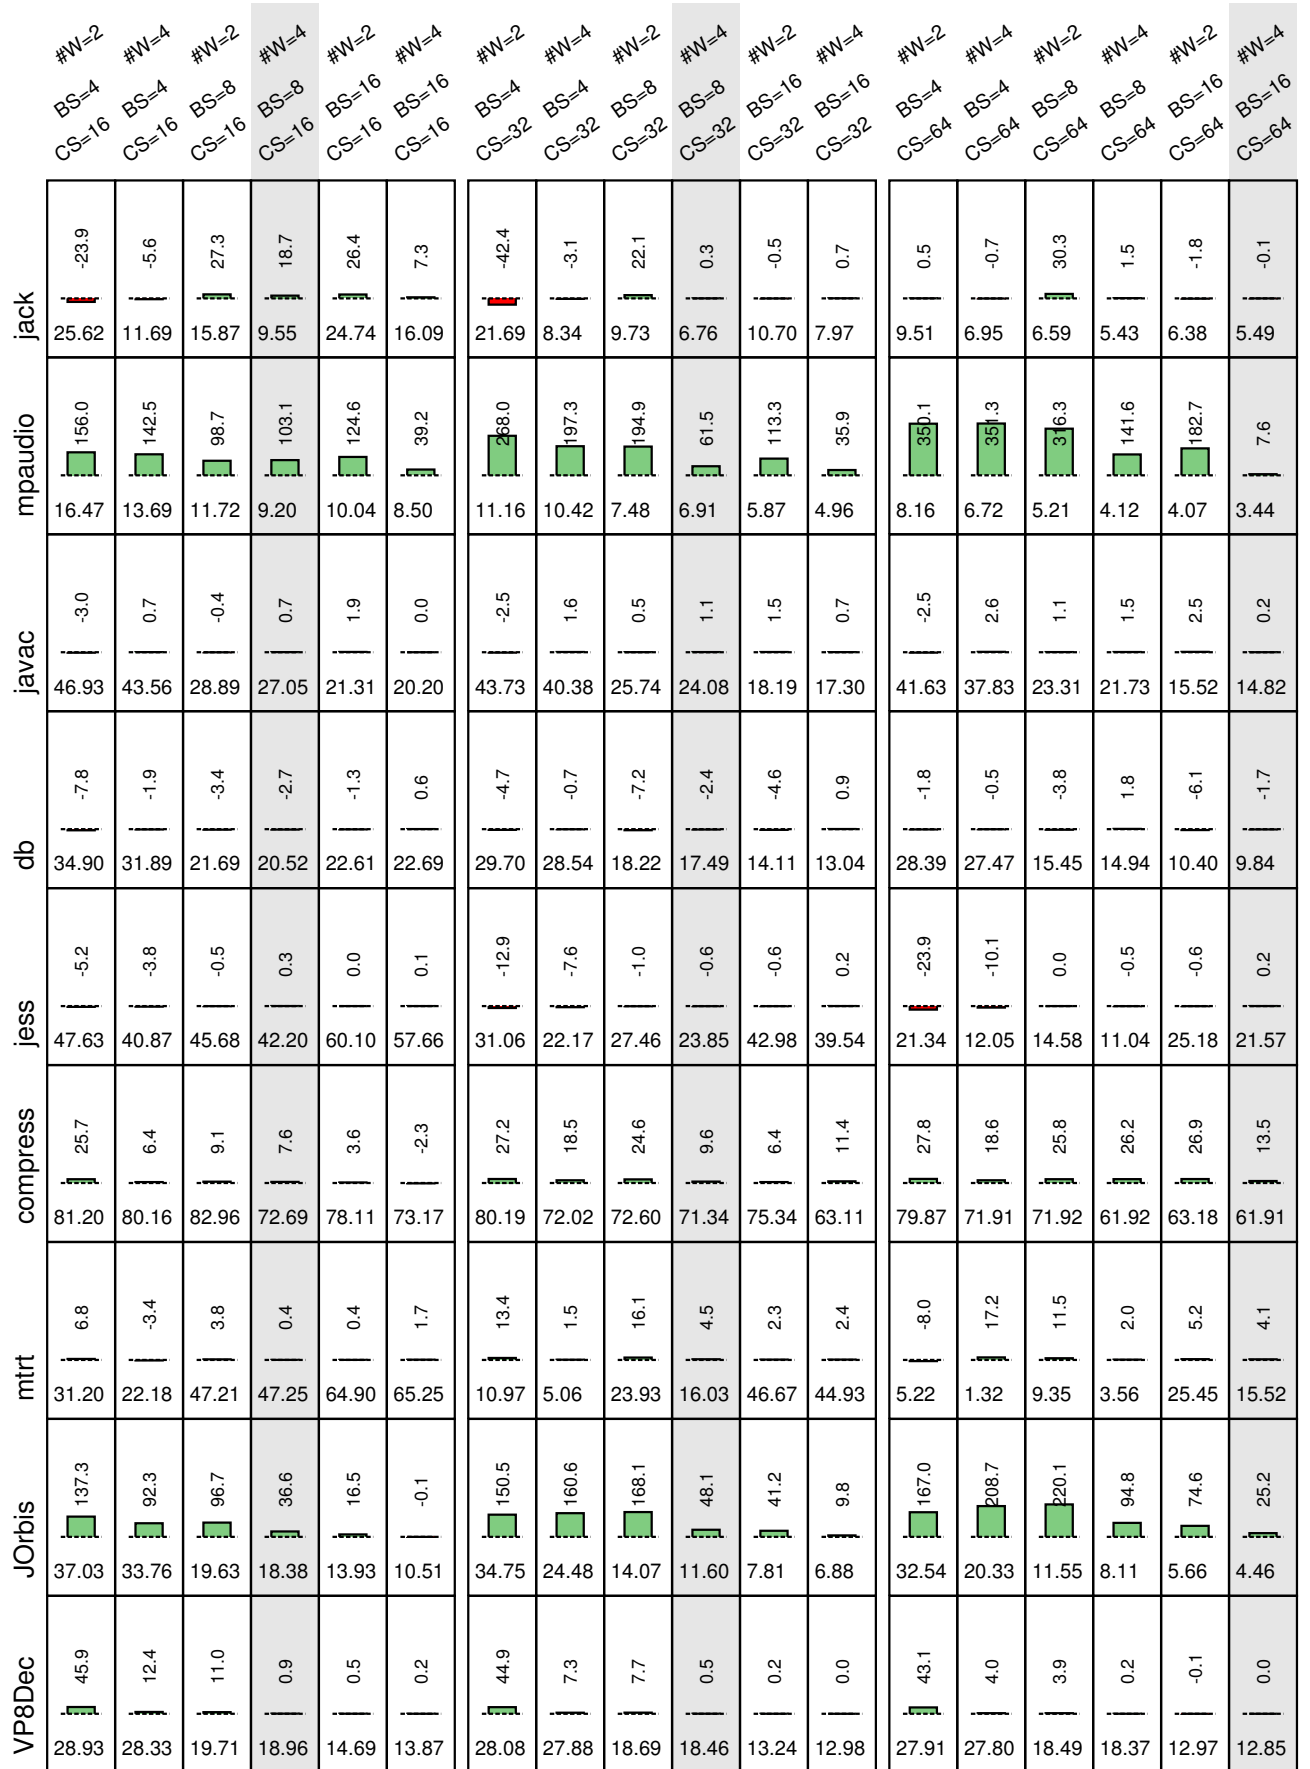 #W=2 #W=4 #W=2 #W=4 #W=2 #W=4 #W=2 #W=4 #W=2 #W=4 #W=2 #W=4 #W=2 #W=4 #W=2 #W=4 #W=2 #W=4
BS=4 BS=4 BS=8 BS=8 BS=16 BS=16 BS=4 BS=4 BS=8 BS=8 BS=16 BS=16 BS=4 BS=4 BS=8 BS=8 BS=16 BS=16
CS=16 CS=16 CS=16 CS=16 CS=16 CS=16 CS=32 CS=32 CS=32 CS=32 CS=32 CS=32 CS=64 CS=64 CS=64 CS=64 CS=64 CS=64
jack
-23.9 -5.6 27.3 18.7 26.4 7.3 -42.4 -3.1 22.1 0.3 -0.5 0.7 0.5 -0.7 30.3 1.5 -1.8 -0.1
25.62 11.69 15.87 9.55 24.74 16.09 21.69 8.34 9.73 6.76 10.70 7.97 9.51 6.95 6.59 5.43 6.38 5.49
mpaudio
156.0 142.5 98.7 103.1 124.6 39.2 268.0 197.3 194.9 61.5 113.3 35.9 350.1 351.3 316.3 141.6 182.7 7.6
16.47 13.69 11.72 9.20 10.04 8.50 11.16 10.42 7.48 6.91 5.87 4.96 8.16 6.72 5.21 4.12 4.07 3.44
javac
-3.0 0.7 -0.4 0.7 1.9 0.0 -2.5 1.6 0.5 1.1 1.5 0.7 -2.5 2.6 1.1 1.5 2.5 0.2
46.93 43.56 28.89 27.05 21.31 20.20 43.73 40.38 25.74 24.08 18.19 17.30 41.63 37.83 23.31 21.73 15.52 14.82
db
-7.8 -1.9 -3.4 -2.7 -1.3 0.6 -4.7 -0.7 -7.2 -2.4 -4.6 0.9 -1.8 -0.5 -3.8 1.8 -6.1 -1.7
34.90 31.89 21.69 20.52 22.61 22.69 29.70 28.54 18.22 17.49 14.11 13.04 28.39 27.47 15.45 14.94 10.40 9.84
jess
-5.2 -3.8 -0.5 0.3 0.0 0.1 -12.9 -7.6 -1.0 -0.6 -0.6 0.2 -23.9 -10.1 0.0 -0.5 -0.6 0.2
47.63 40.87 45.68 42.20 60.10 57.66 31.06 22.17 27.46 23.85 42.98 39.54 21.34 12.05 14.58 11.04 25.18 21.57
compress
25.7 6.4 9.1 7.6 3.6 -2.3 27.2 18.5 24.6 9.6 6.4 11.4 27.8 18.6 25.8 26.2 26.9 13.5
81.20 80.16 82.96 72.69 78.11 73.17 80.19 72.02 72.60 71.34 75.34 63.11 79.87 71.91 71.92 61.92 63.18 61.91
mtrt
6.8 -3.4 3.8 0.4 0.4 1.7 13.4 1.5 16.1 4.5 2.3 2.4 -8.0 17.2 11.5 2.0 5.2 4.1
31.20 22.18 47.21 47.25 64.90 65.25 10.97 5.06 23.93 16.03 46.67 44.93 5.22 1.32 9.35 3.56 25.45 15.52
JOrbis
137.3 92.3 96.7 36.6 16.5 -0.1 150.5 160.6 168.1 48.1 41.2 9.8 167.0 208.7 220.1 94.8 74.6 25.2
37.03 33.76 19.63 18.38 13.93 10.51 34.75 24.48 14.07 11.60 7.81 6.88 32.54 20.33 11.55 8.11 5.66 4.46
VP8Dec
45.9 12.4 11.0 0.9 0.5 0.2 44.9 7.3 7.7 0.5 0.2 0.0 43.1 4.0 3.9 0.2 -0.1 0.0
28.93 28.33 19.71 18.96 14.69 13.87 28.08 27.88 18.69 18.46 13.24 12.98 27.91 27.80 18.49 18.37 12.97 12.85